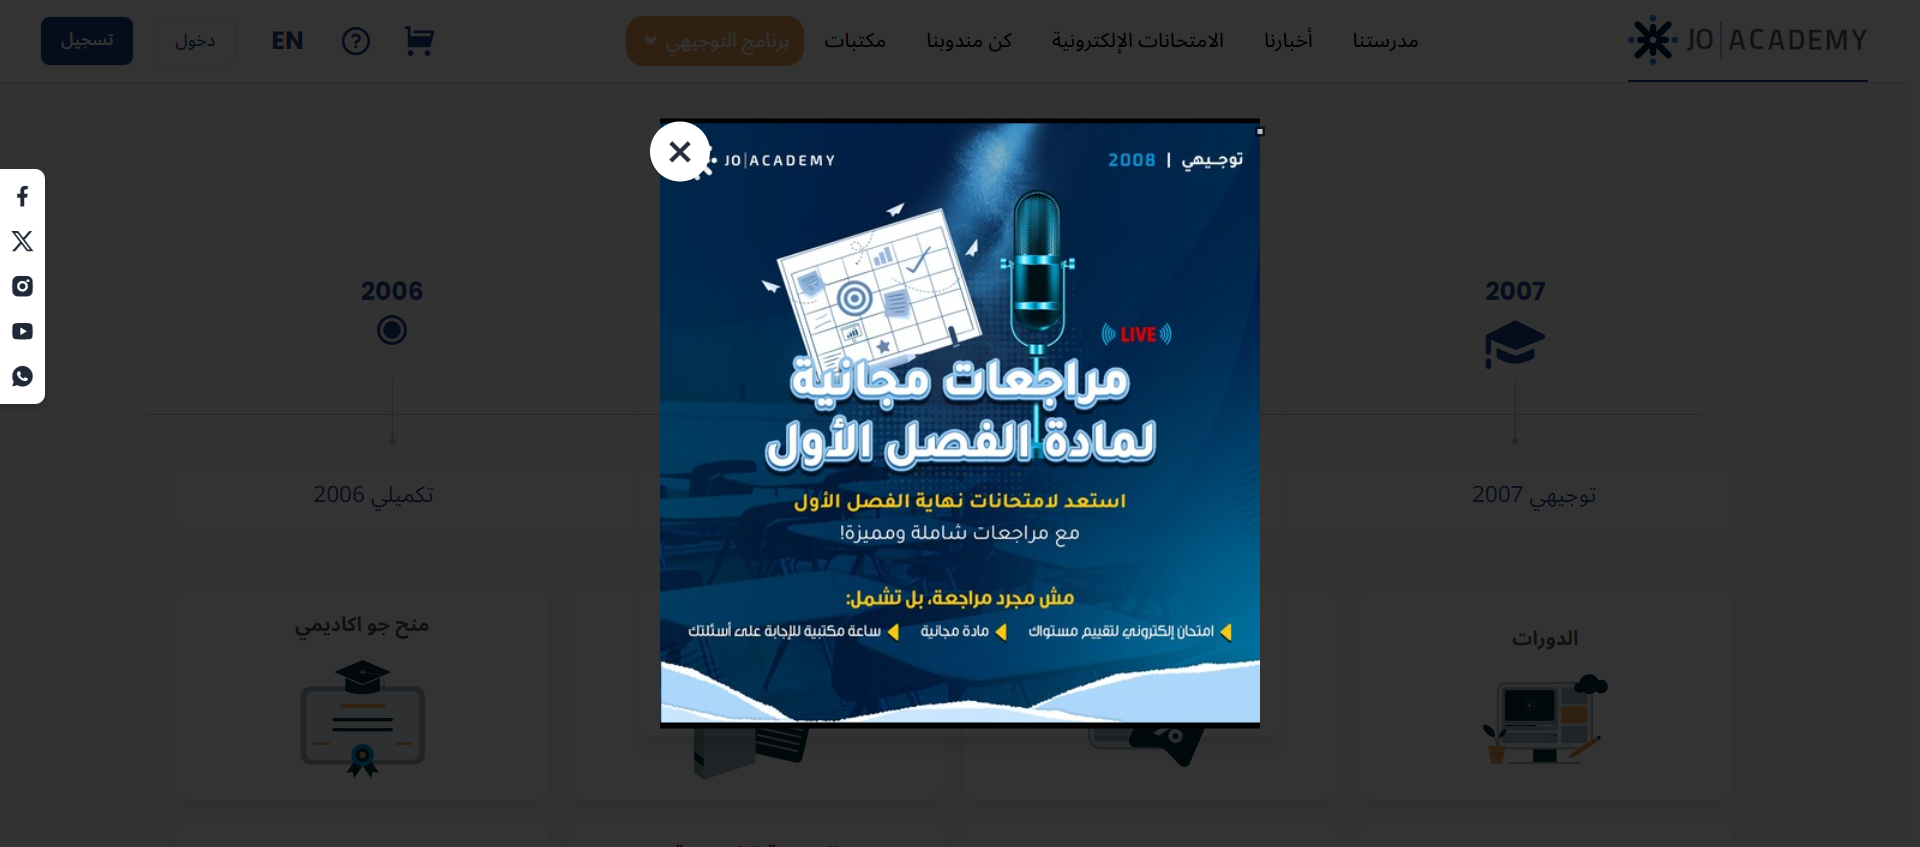 JO | ACADEMY
مدرستنا
أخبارنا
الامتحانات الإلكترونية
كن مندوبنا
مكتبات
برنامج التوجيهي
EN
دخول
تسجيل
JO|ACADEMY
توجيهي | 2008
LIVE
مراجعات مجانية
لمادة الفصل الأول
استعد لامتحانات نهاية الفصل الأول
مع مراجعات شاملة ومميزة!
مش مجرد مراجعة، بل تشمل:
امتحان إلكتروني لتقييم مستواك
مادة مجانية
ساعة مكتبية للإجابة على أسئلتك
2007
2006
توجيهي 2007
تكميلي 2006
الدورات
منح جو اكاديمي